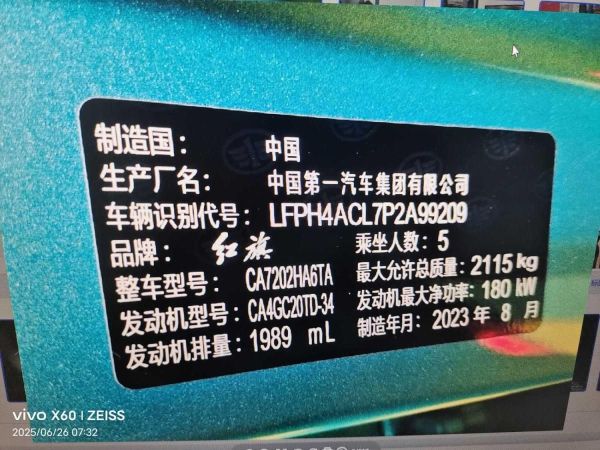 制造国： 中国
生产厂名： 中国第一汽车集团有限公司
车辆识别代号： LFPH4ACL7P2A99209
品牌： 红旗 乘坐人数： 5
整车型号： CA7202HA6TA 最大允许总质量： 2115 kg
发动机型号： CA4GC20TD-34 发动机最大净功率： 180 kW
发动机排量： 1989 mL 制造年月： 2023 年 8 月
vivo X60 | ZEISS
2025/06/26 07:32